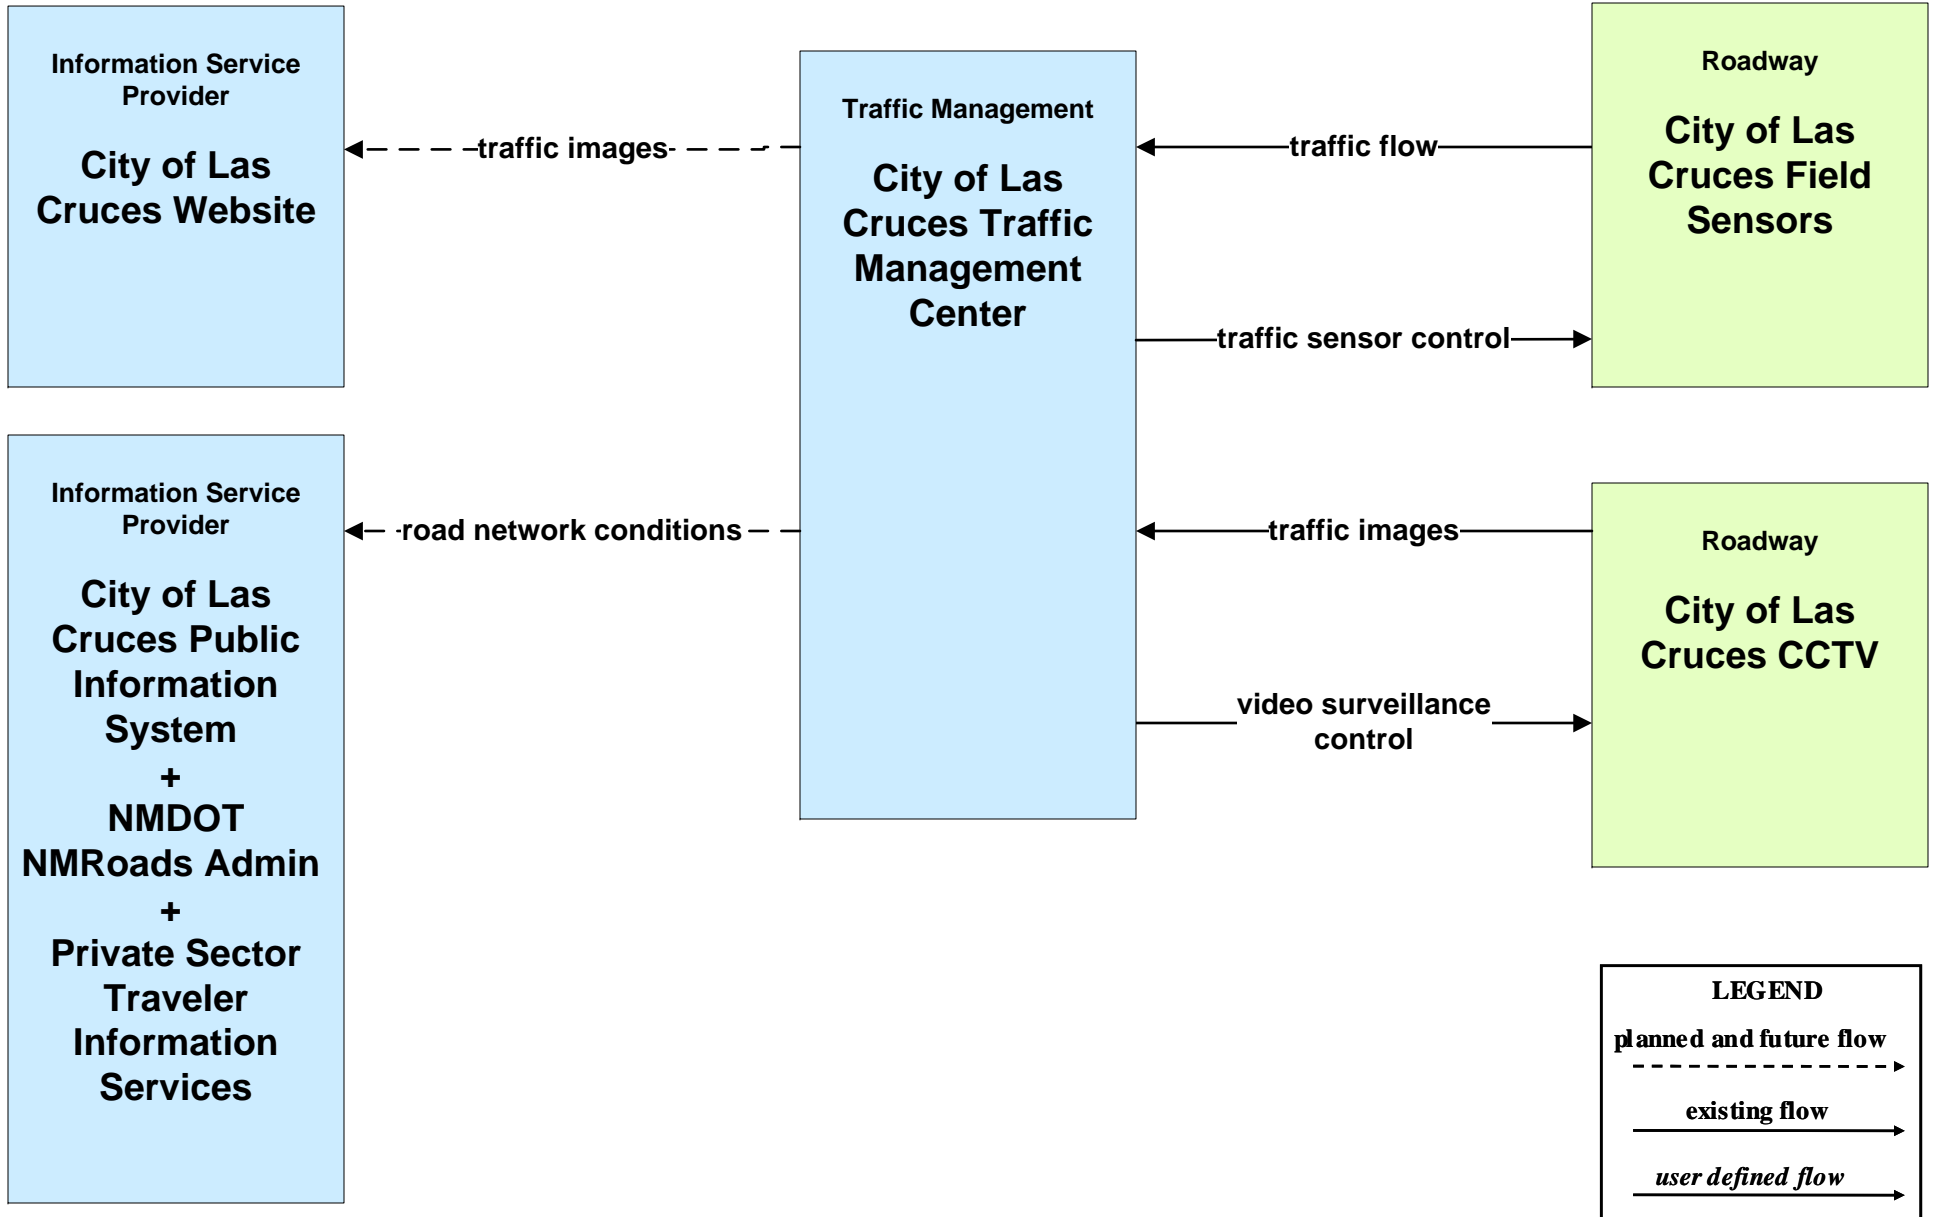 Information Service
Provider
City of Las
Cruces Website
traffic images
Traffic Management
City of Las
Cruces Traffic
Management
Center
traffic flow
traffic sensor control
Roadway
City of Las
Cruces Field
Sensors
Information Service
Provider
City of Las
Cruces Public
Information
System
+
NMDOT
NMRoads Admin
+
Private Sector
Traveler
Information
Services
road network conditions
traffic images
video surveillance
control
Roadway
City of Las
Cruces CCTV
LEGEND
planned and future flow
existing flow
user defined flow